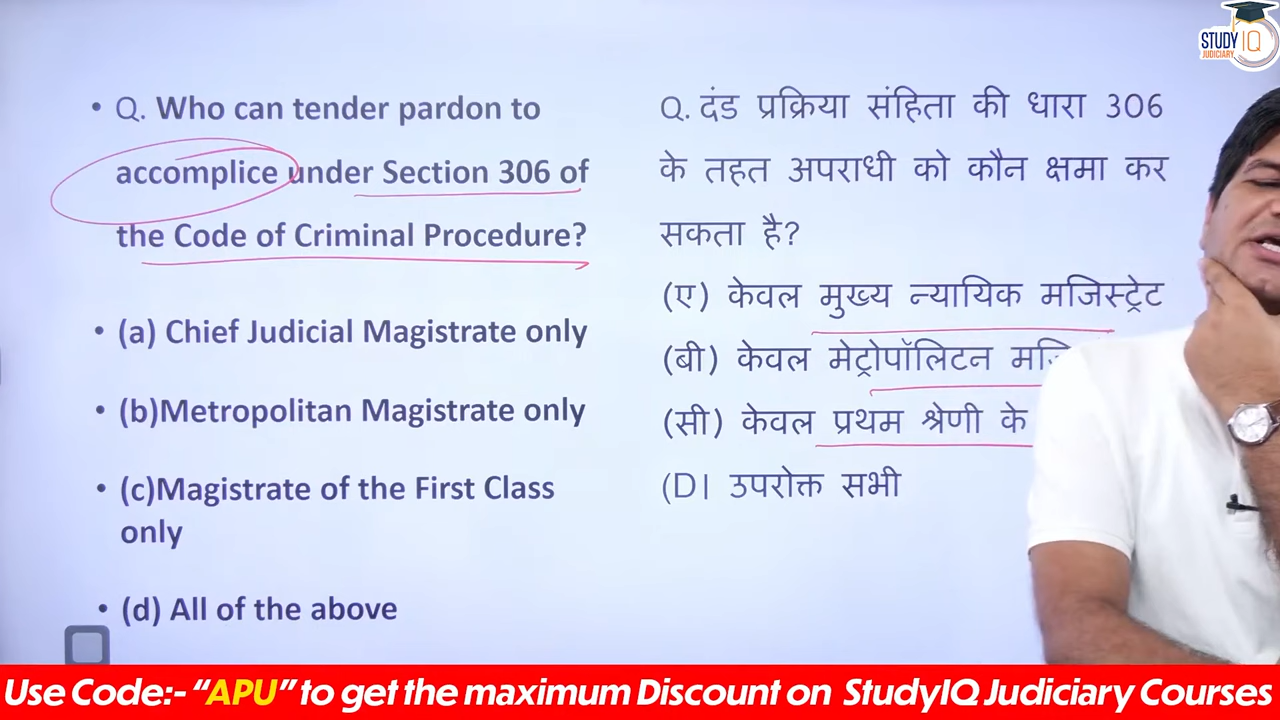 STUDY IQ
JUDICIARY
• Q. Who can tender pardon to
accomplice under Section 306 of
the Code of Criminal Procedure?
• (a) Chief Judicial Magistrate only
• (b)Metropolitan Magistrate only
• (c)Magistrate of the First Class
only
• (d) All of the above
Q. दंड प्रक्रिया संहिता की धारा 306
के तहत अपराधी को कौन क्षमा कर
सकता है?
(ए) केवल मुख्य न्यायिक मजिस्ट्रेट
(बी) केवल मेट्रोपॉलिटन
(सी) केवल प्रथम श्रेणी के
(D। उपरोक्त सभी
Use Code:- “APU” to get the maximum Discount on StudyIQ Judiciary Courses